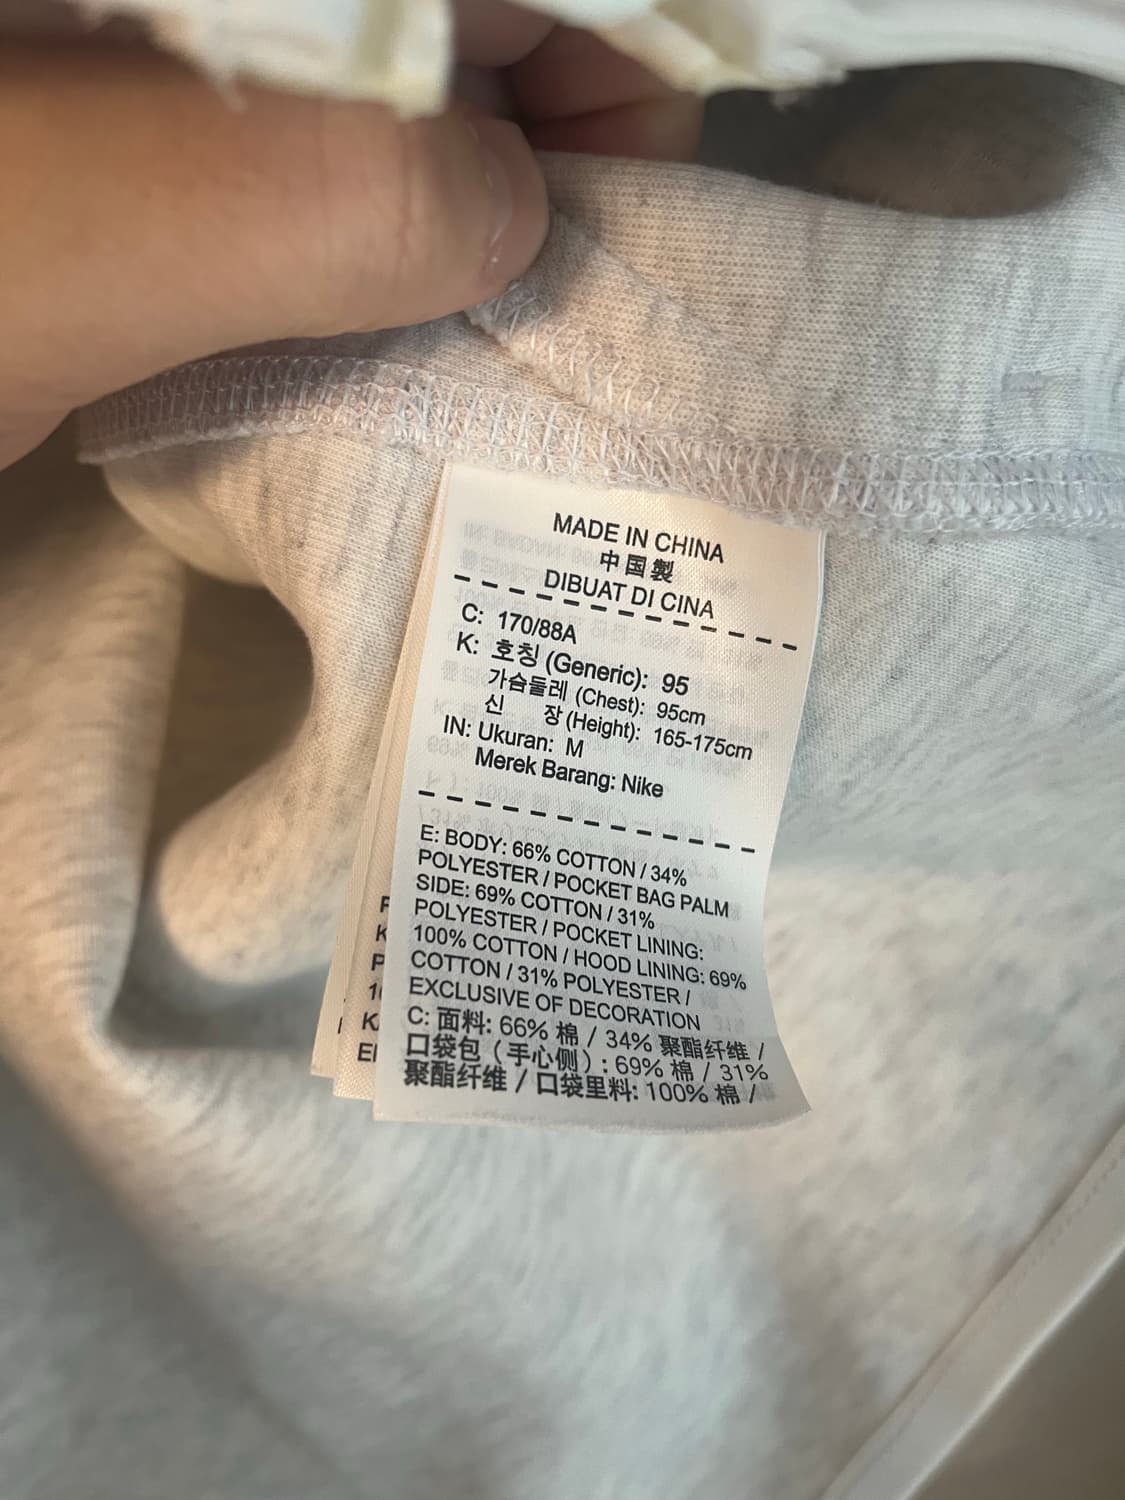 MADE IN CHINA
中国製
DIBUAT DI CINA
C: 170/88A
K: 호칭 (Generic): 95
가슴둘레 (Chest): 95cm
신 장 (Height): 165-175cm
IN: Ukuran: M
Merek Barang: Nike
E: BODY: 66% COTTON / 34%
POLYESTER / POCKET BAG PALM
SIDE: 69% COTTON / 31%
POLYESTER / POCKET LINING:
100% COTTON / HOOD LINING: 69%
COTTON / 31% POLYESTER /
EXCLUSIVE OF DECORATION
C: 面料: 66% 棉 / 34% 聚酯纤维 /
口袋包（手心侧）: 69% 棉 / 31%
聚酯纤维 / 口袋里料: 100% 棉 /